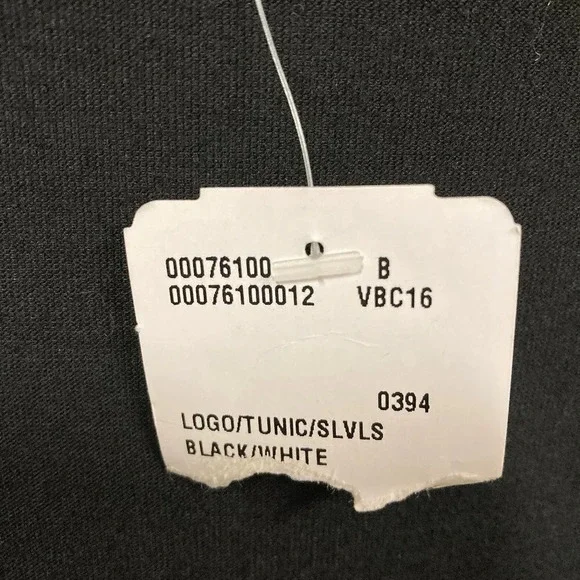 00076100 B
00076100012 VBC16
0394
LOGO/TUNIC/SLVLS
BLACK/WHITE